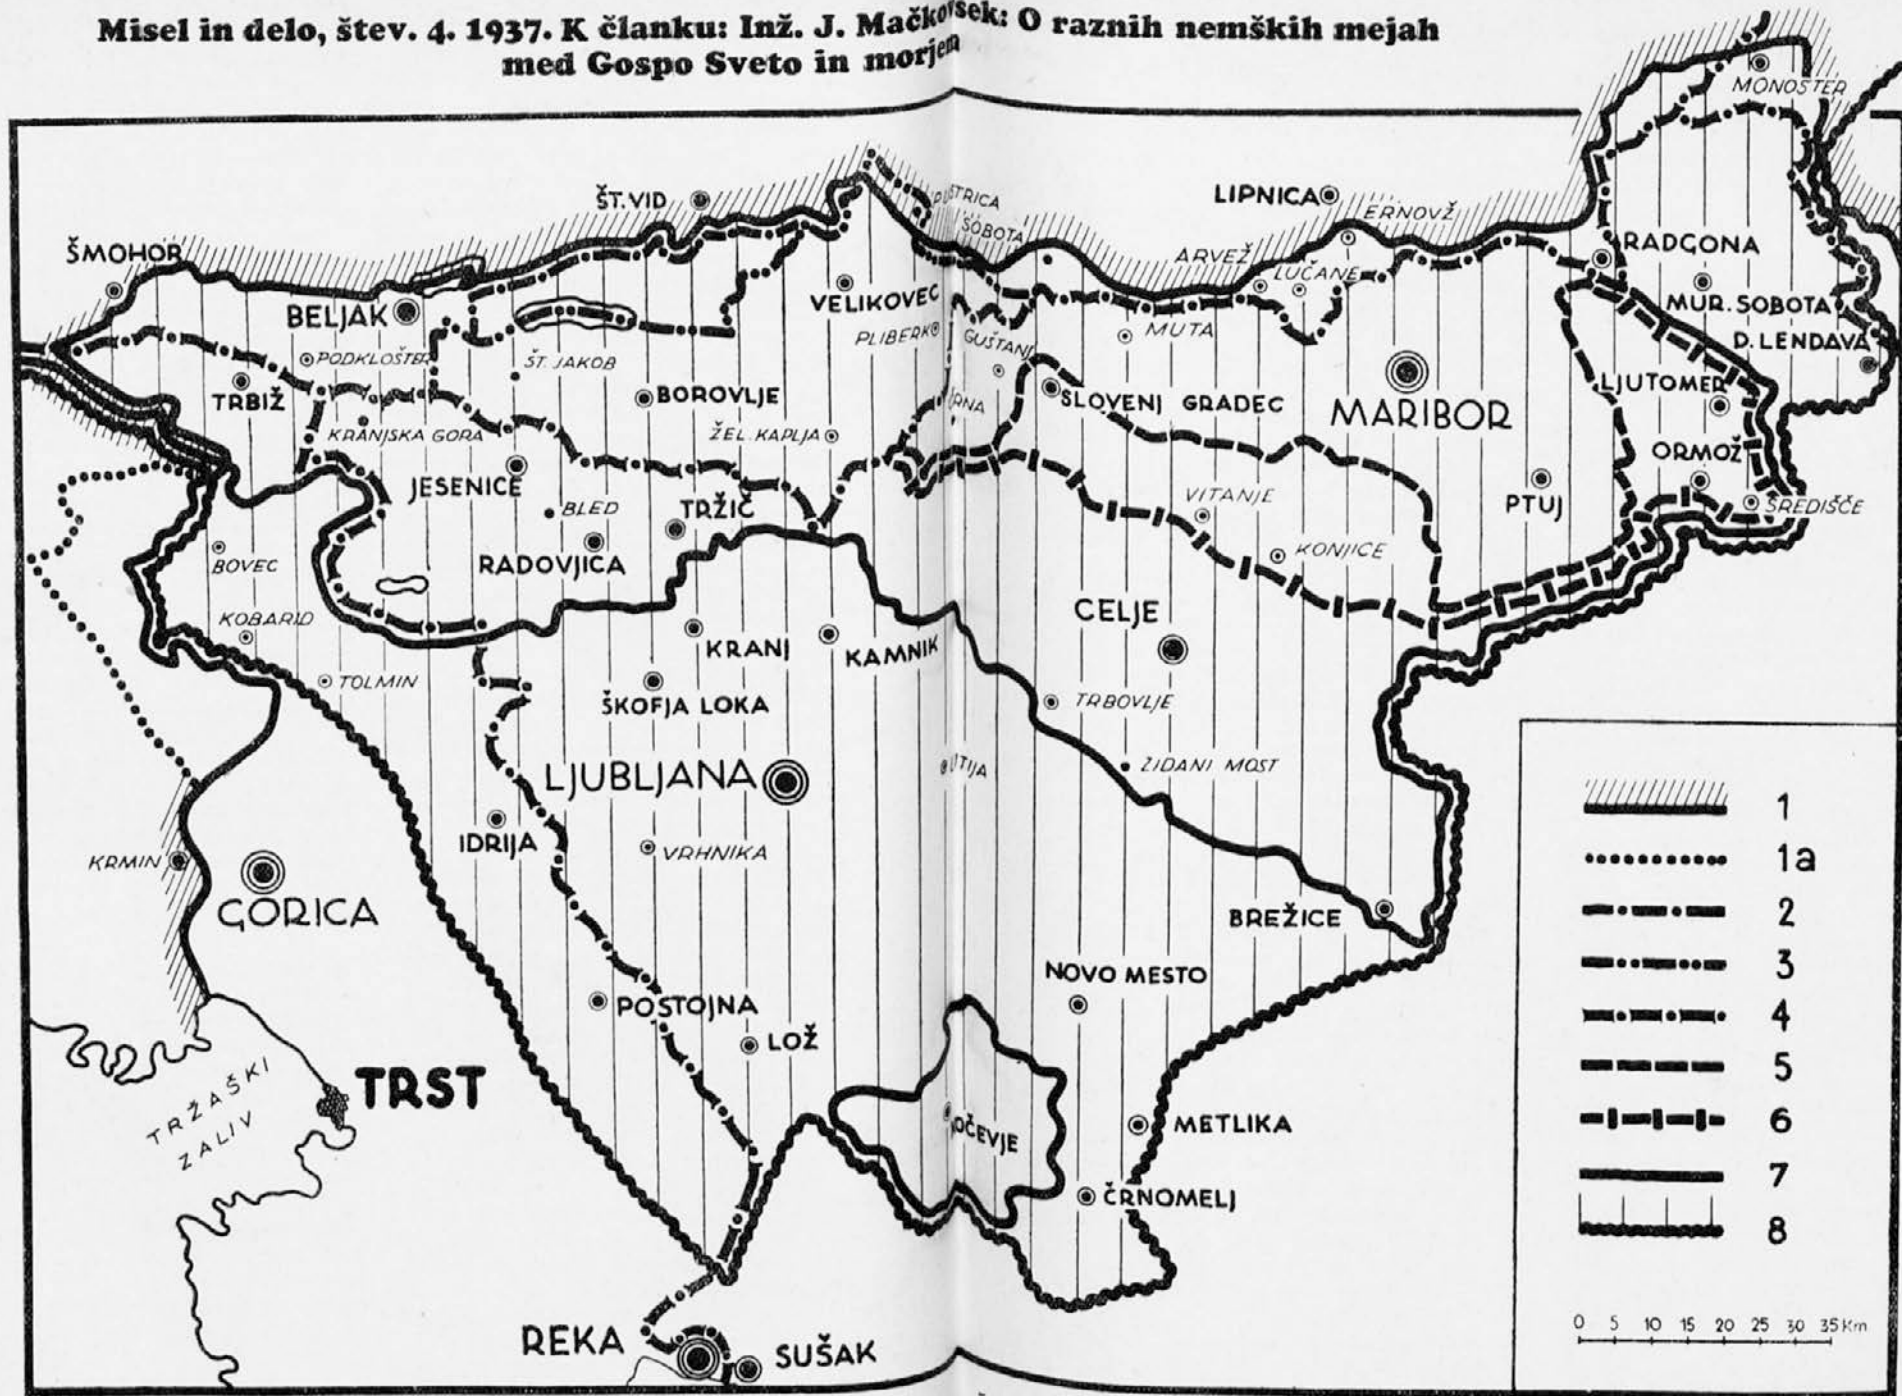 Misel in delo, štev. 4. 1937. K članku: Inž. J. Mačkovšek: O raznih nemških mejah
med Gospo Sveto in morjem
MONOŠTER
ŠT. VID
LIPNICA
SOBOTA
ERNOVŽ
ŠMOHOR
ARVEŽ
LUČANE
RADGONA
BELJAK
VELIKOVEC
MUR. SOBOTA
PLIBERK
GUŠTANJ
MUTA
D. LENDAVA
PODKLOŠTER
ŠT. JAKOB
TRBIŽ
BOROVLJE
SLOVENJ GRADEC
MARIBOR
LJUTOMER
KRANJSKA GORA
ŽEL. KAPLJA
ORMOŽ
JESENICE
BLED
TRŽIČ
VITANJE
PTUJ
SREDIŠČE
BOVEC
RADOVJICA
KONJICE
KOBARID
CELJE
KRANJ
KAMNIK
TOLMIN
ŠKOFJA LOKA
TRBOVLJE
LJUBLJANA
ZIDANI MOST
IDRIJA
VRHNIKA
KRMIN
GORICA
BREŽICE
NOVO MESTO
POSTOJNA
LOŽ
TRŽAŠKI
ZALIV
TRST
METLIKA
ČRNOMELJ
REKA
SUŠAK
1
1a
2
3
4
5
6
7
8
0 5 10 15 20 25 30 35 Km